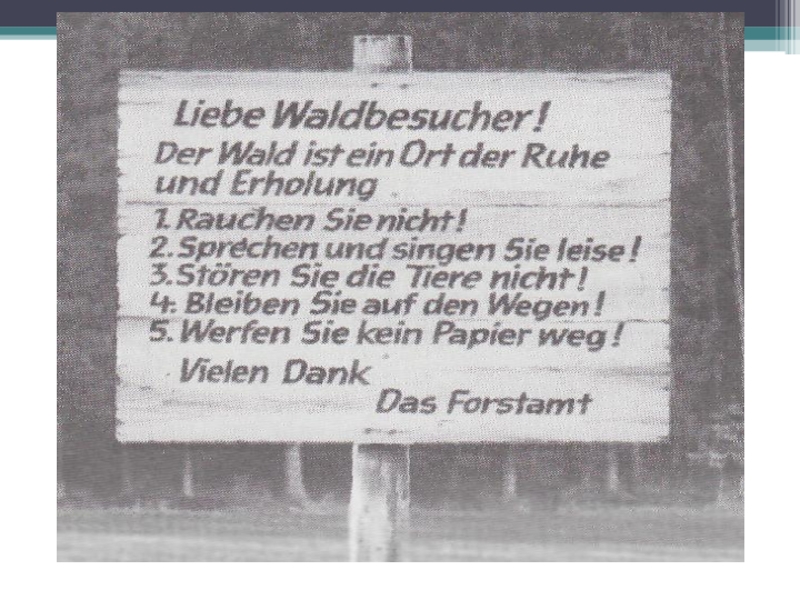 Liebe Waldbesucher!
Der Wald ist ein Ort der Ruhe
und Erholung
1. Rauchen Sie nicht!
2. Sprechen und singen Sie leise!
3. Stören Sie die Tiere nicht!
4. Bleiben Sie auf den Wegen!
5. Werfen Sie kein Papier weg!
Vielen Dank
Das Forstamt